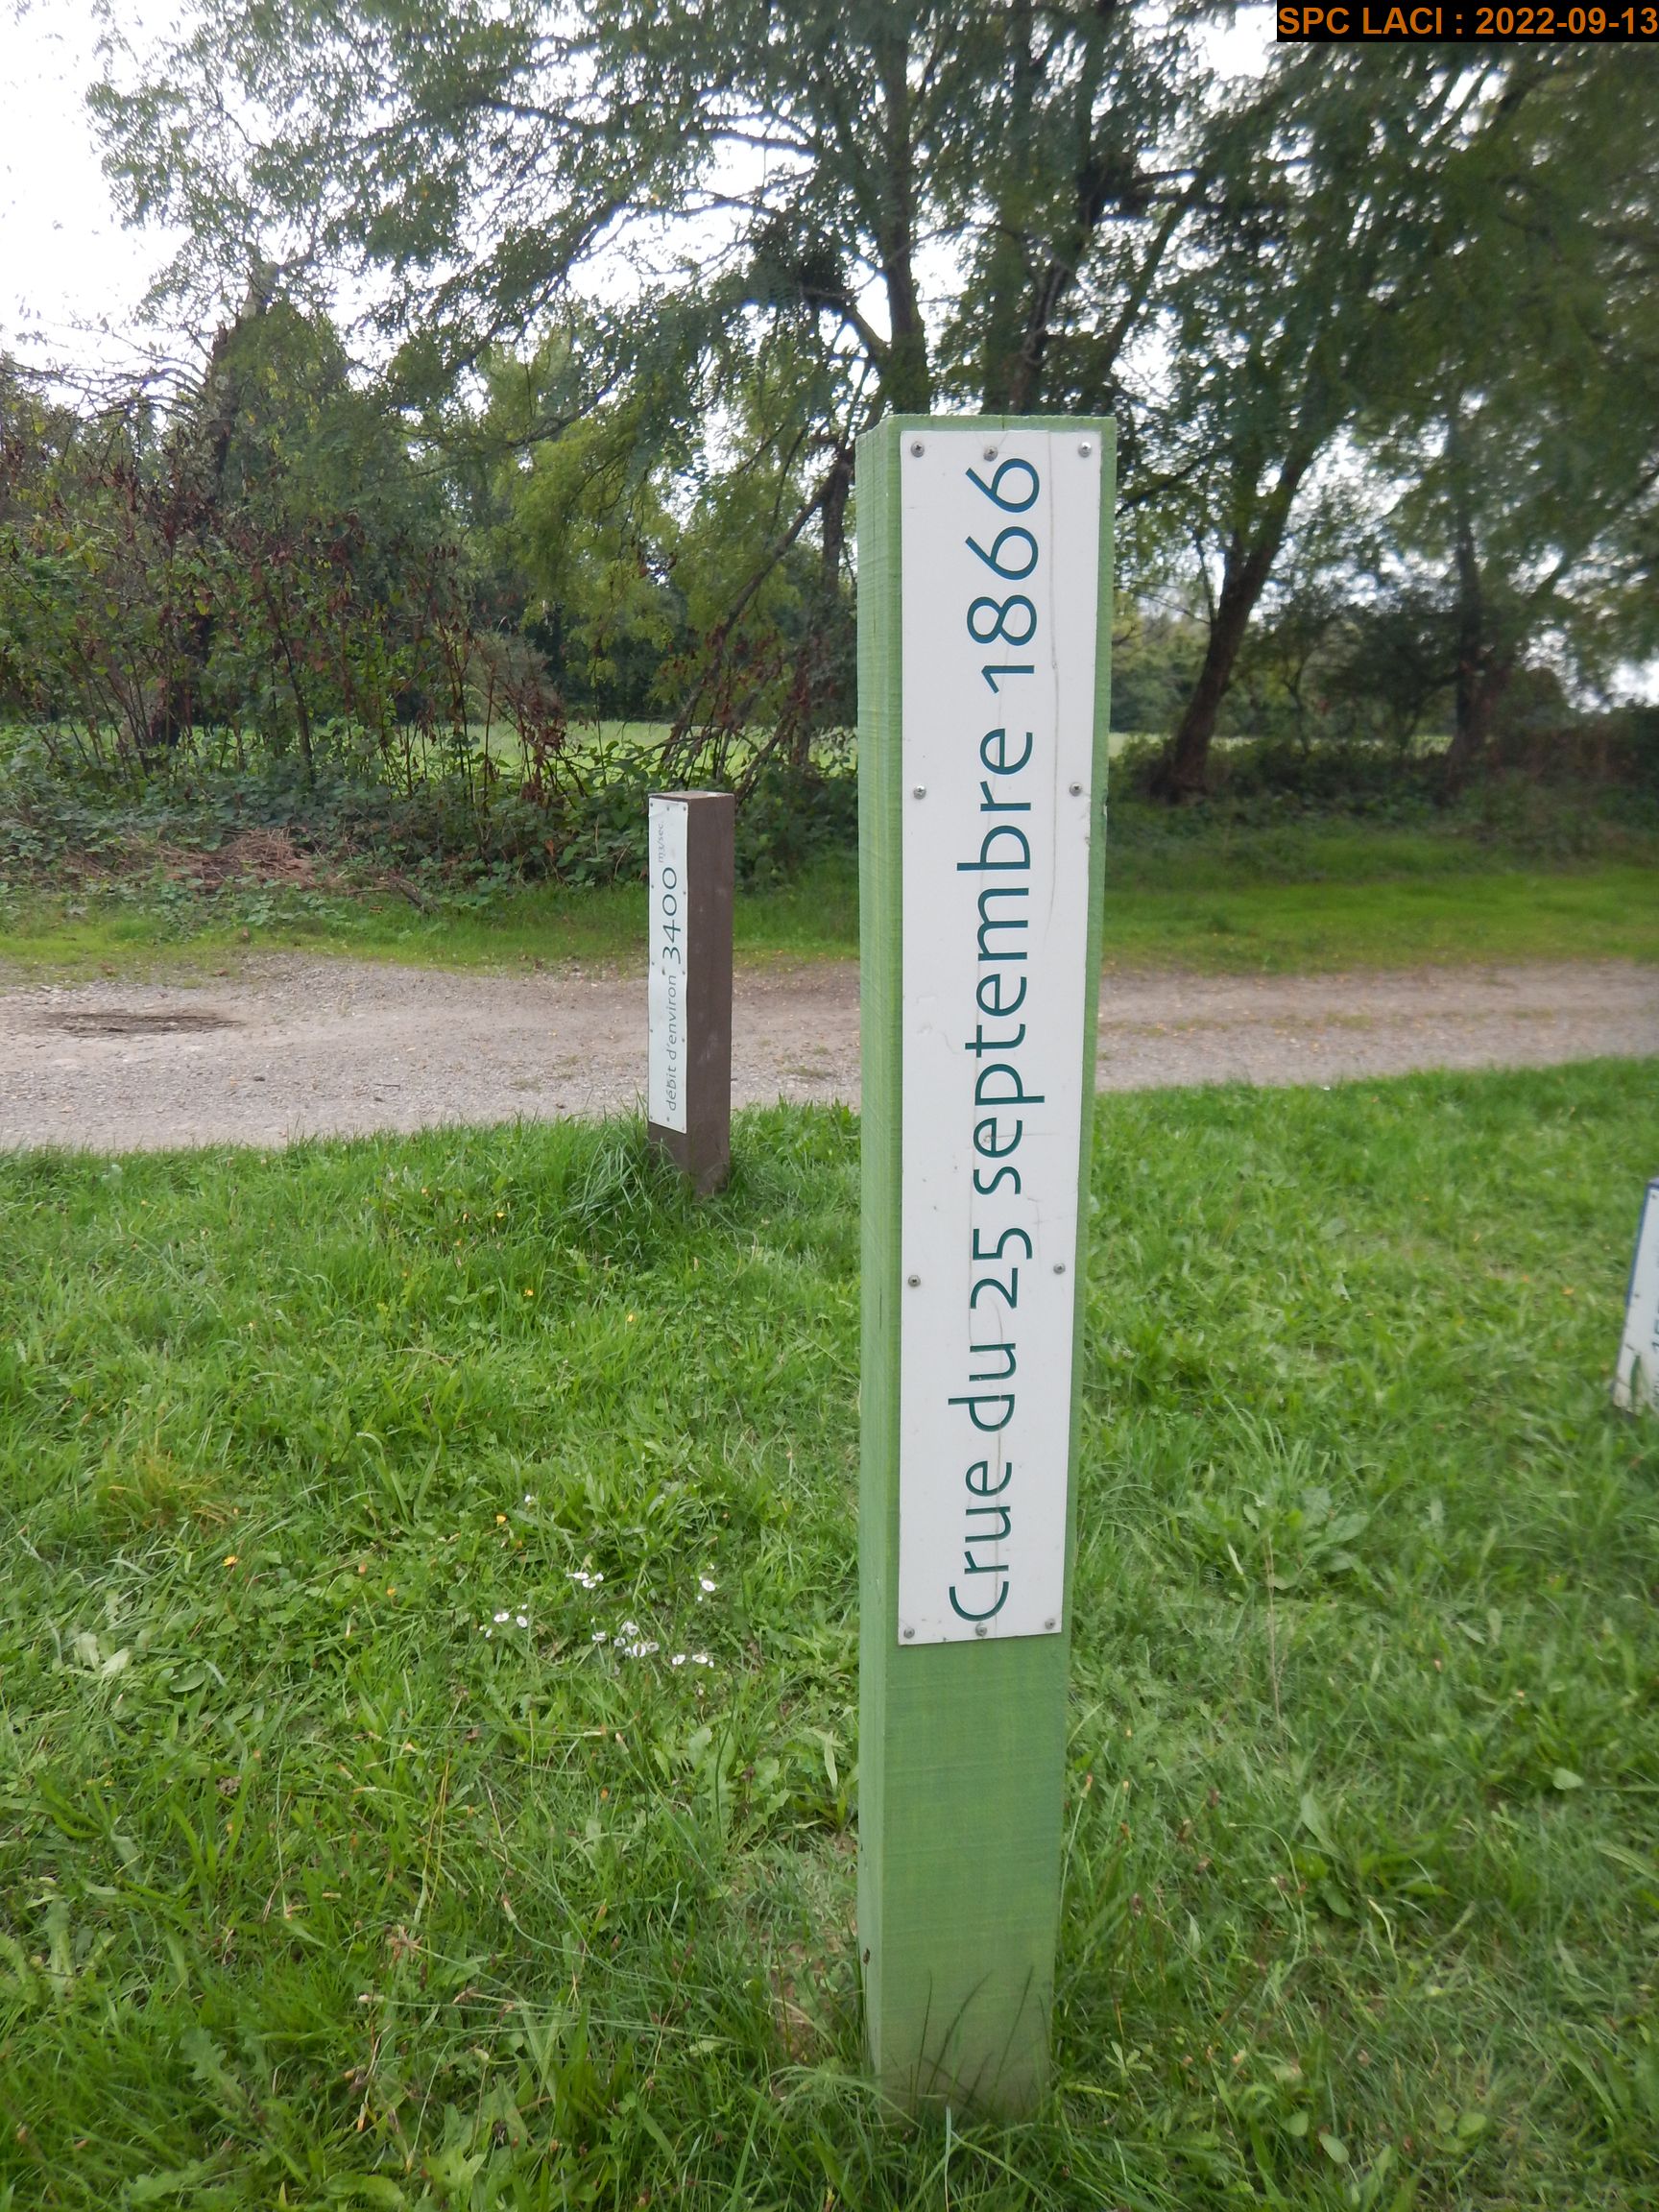 SPC LACI : 2022-09-13
Crue du 25 septembre 1866
débit d'environ 3400 m3/sec